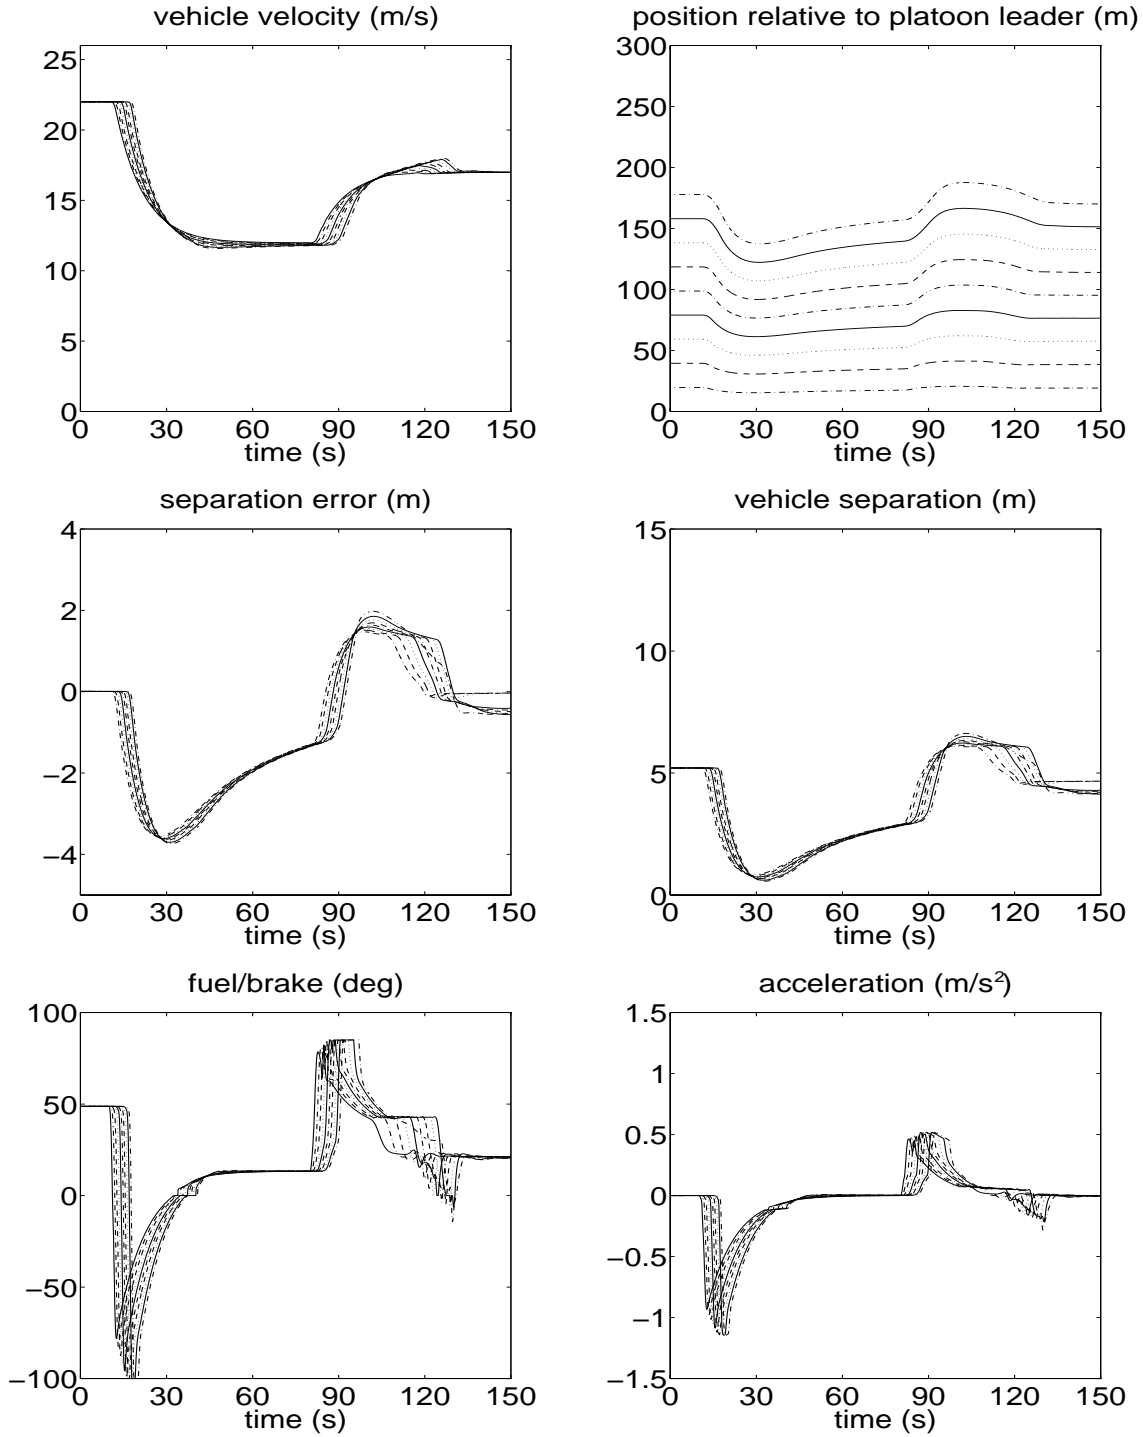 vehicle velocity (m/s)
25
20
15
10
5
0
0 30 60 90 120 150
time (s)
position relative to platoon leader (m)
300
250
200
150
100
50
0
0 30 60 90 120 150
time (s)
separation error (m)
4
2
0
−2
−4
0 30 60 90 120 150
time (s)
vehicle separation (m)
15
10
5
0
0 30 60 90 120 150
time (s)
fuel/brake (deg)
100
50
0
−50
−100
0 30 60 90 120 150
time (s)
acceleration (m/s²)
1.5
1
0.5
0
−0.5
−1
−1.5
0 30 60 90 120 150
time (s)